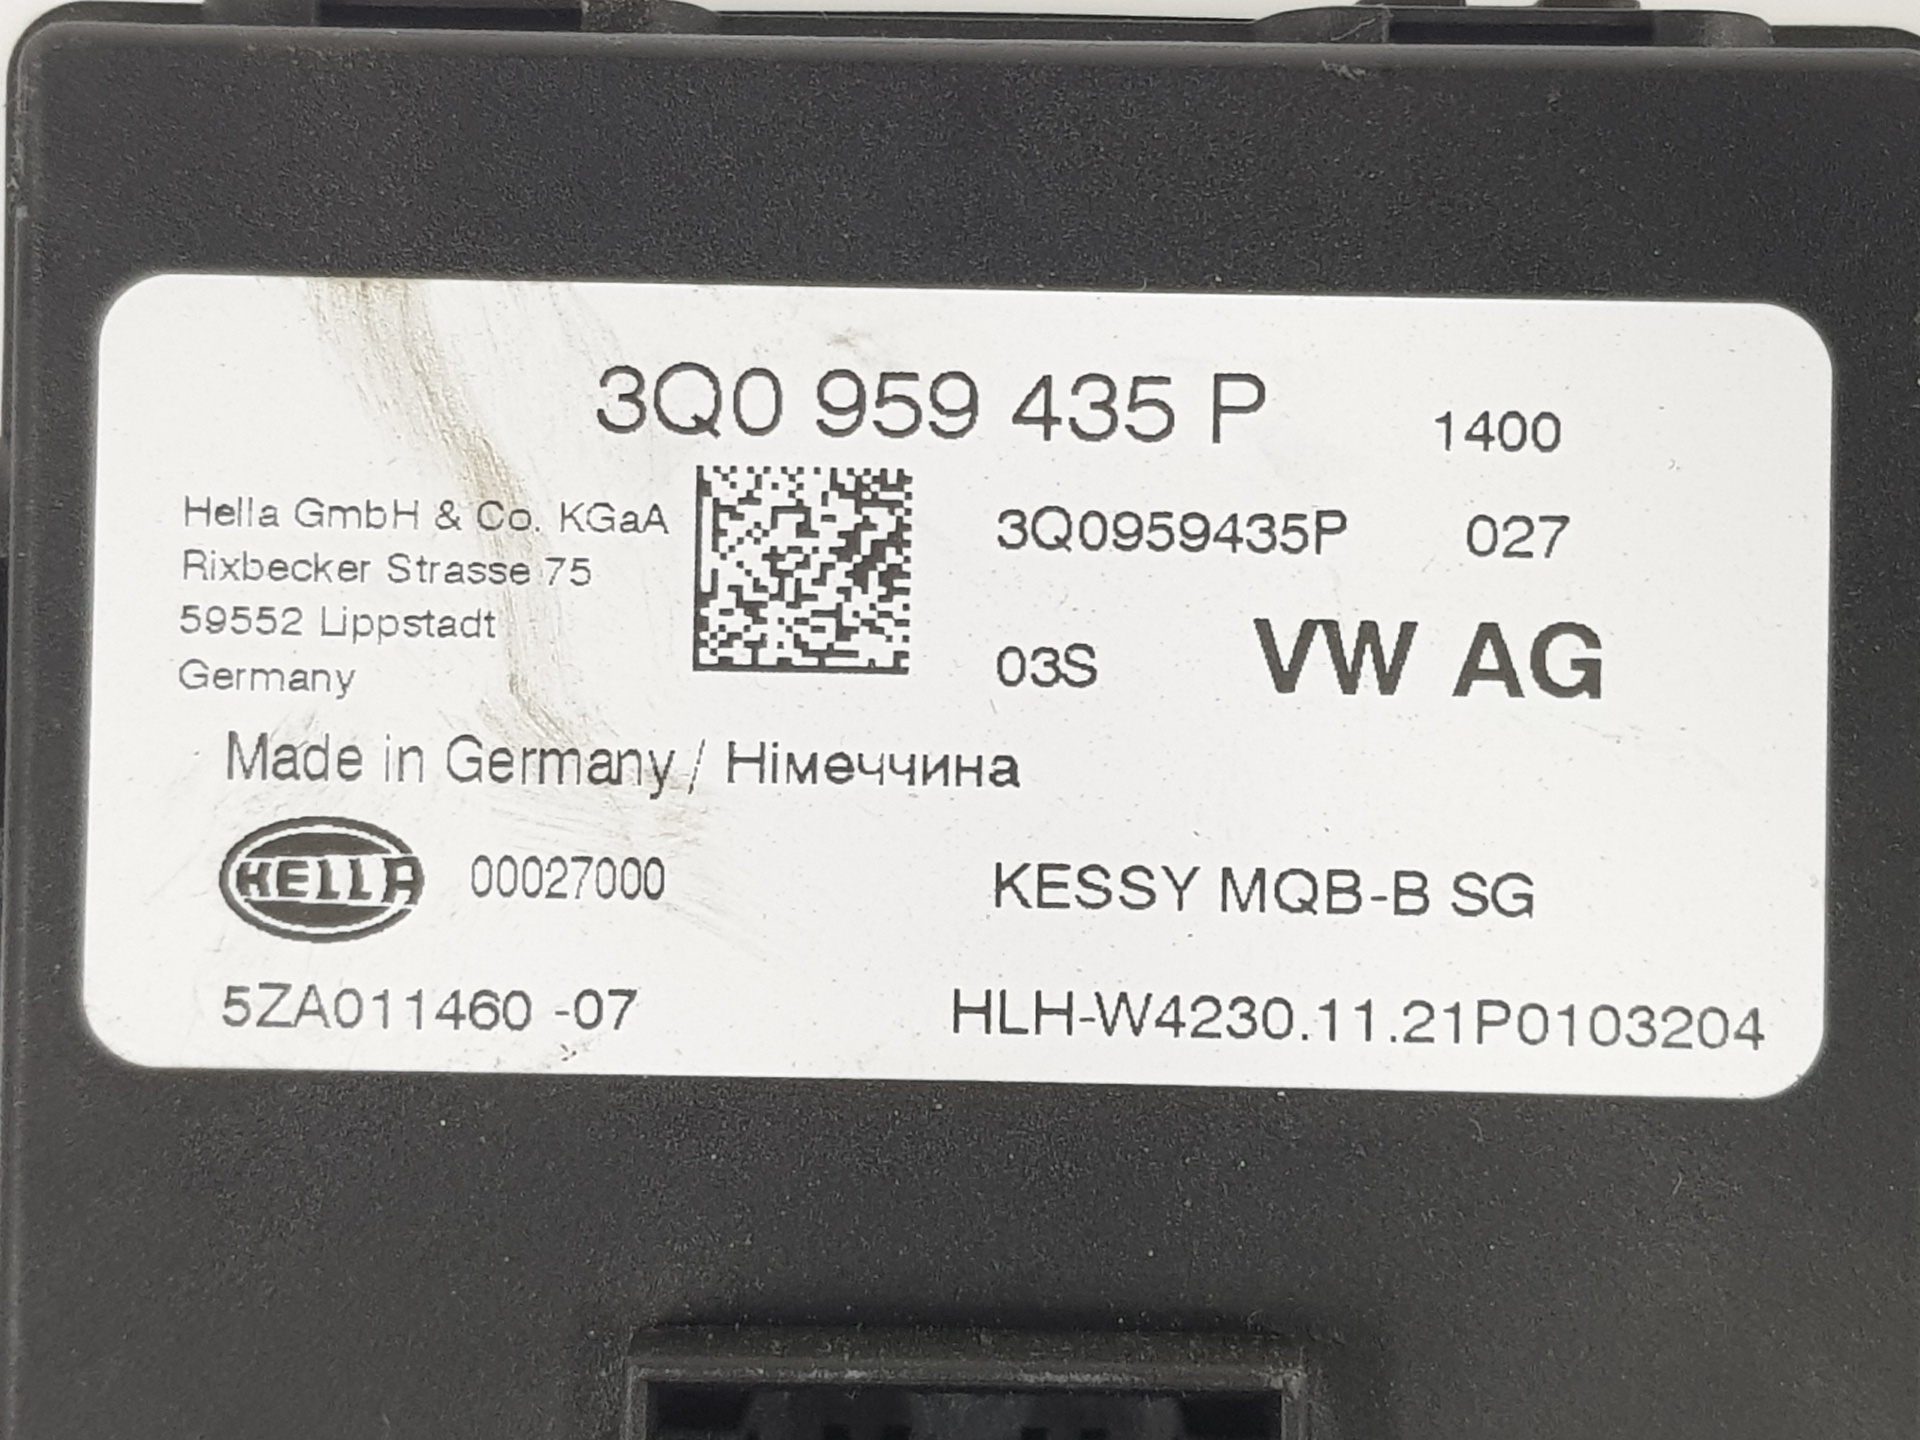 3Q0 959 435 P 1400
Hella GmbH & Co. KGaA
Rixbecker Strasse 75
59552 Lippstadt
Germany
3Q0959435P 027
03S VW AG
Made in Germany / Німеччина
HELLA 00027000 KESSY MQB-B SG
5ZA011460 -07 HLH-W4230.11.21P0103204